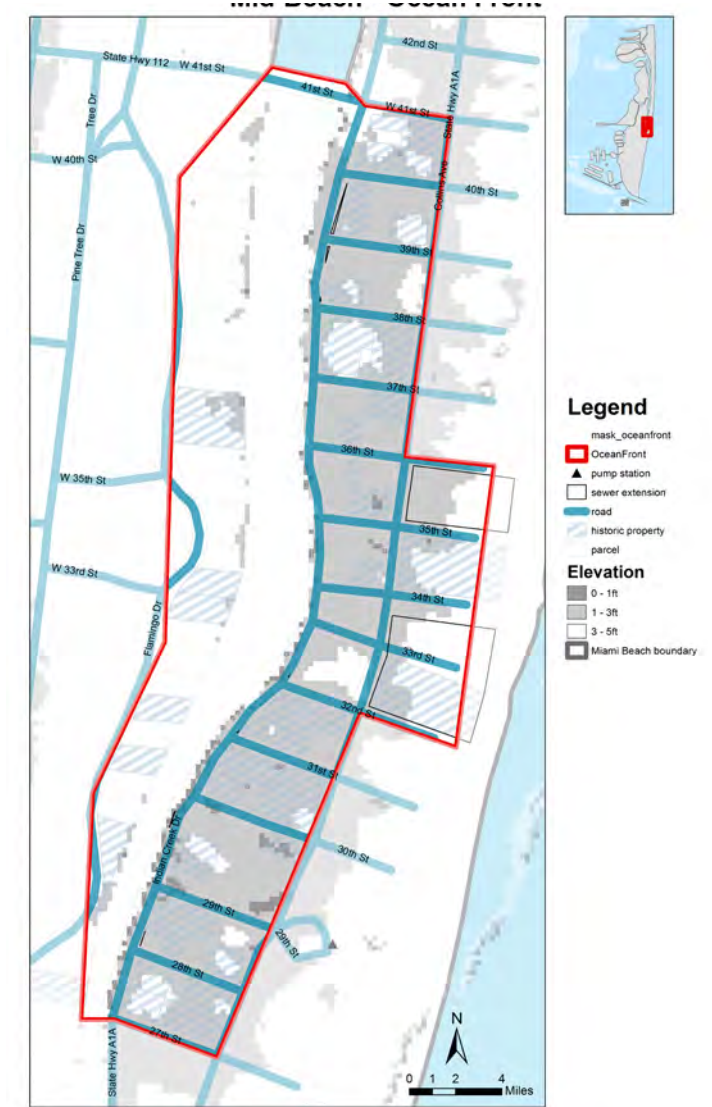 Mid-Beach - Ocean Front
42nd St
State Hwy 112
W 41st St
41st St
W 41st St
State Hwy A1A
Tree Dr
W 40th St
40th St
Collins Ave
39th St
Pine Tree Dr
38th St
37th St
36th St
W 35th St
35th St
W 33rd St
34th St
Flamingo Dr
33rd St
32nd St
31st St
Indian Creek Dr
30th St
29th St
29th St
28th St
27th St
State Hwy A1A
N
0 1 2 4
Miles
Legend
mask_oceanfront
OceanFront
pump station
sewer extension
road
historic property
parcel
Elevation
0 - 1ft
1 - 3ft
3 - 5ft
Miami Beach boundary